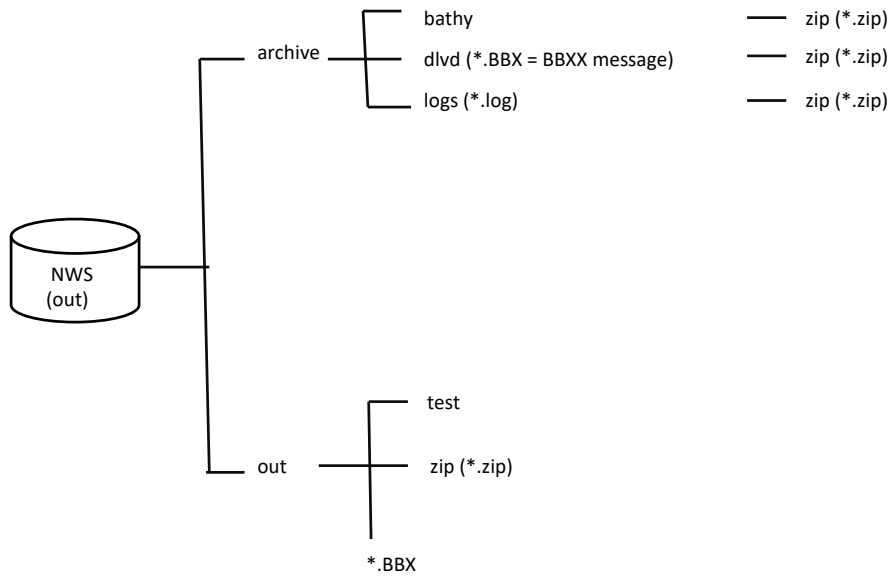 bathy
zip (*.zip)
archive
dlvd (*.BBX = BBXX message)
zip (*.zip)
logs (*.log)
zip (*.zip)
NWS
(out)
test
out
zip (*.zip)
*.BBX